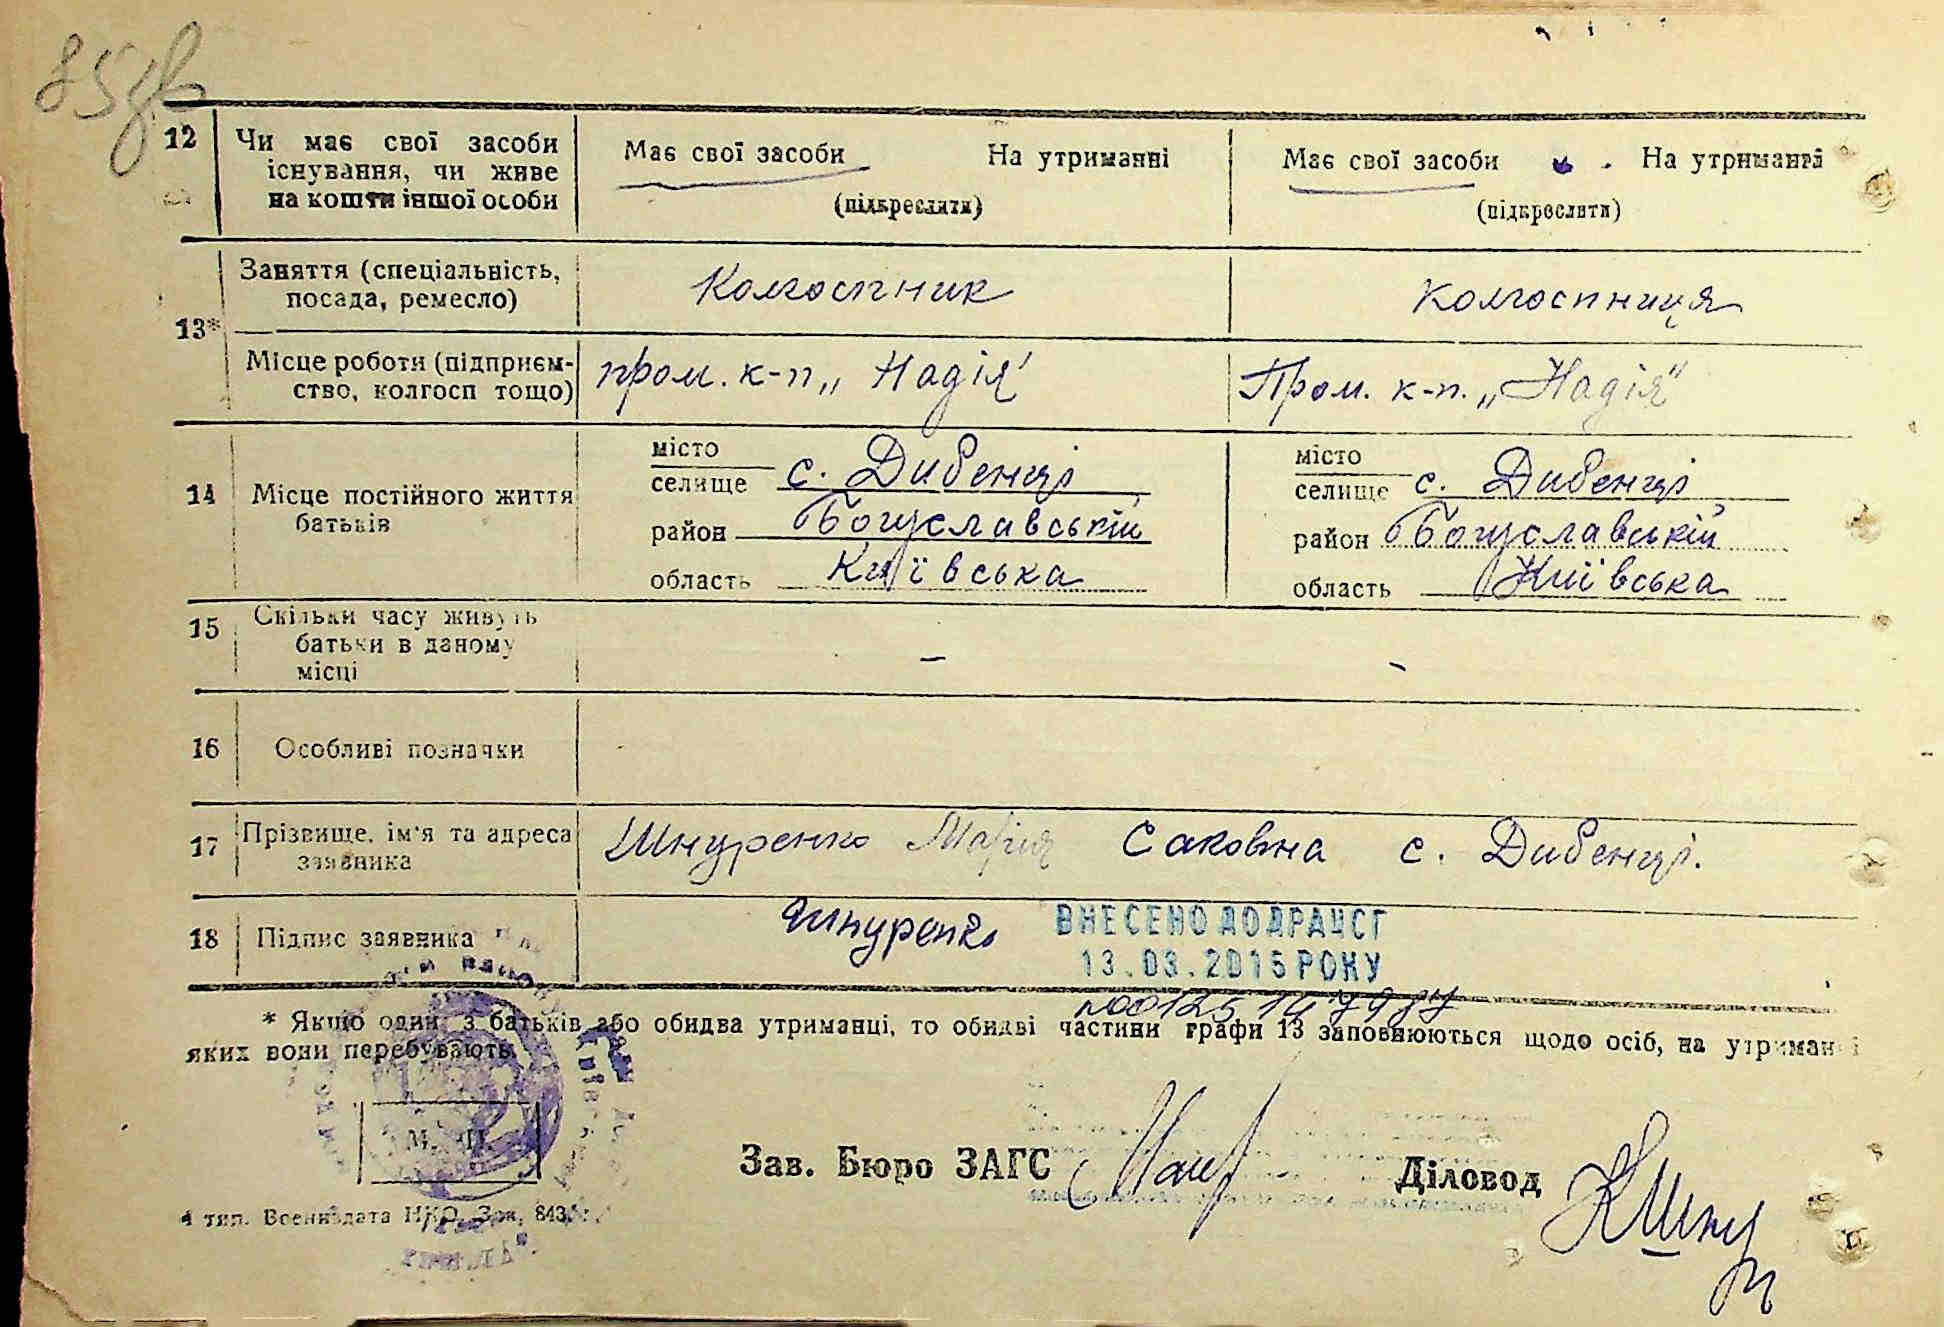 85зв
12 Чи має свої засоби існування, чи живе на кошти іншої особи
Має свої засоби На утриманні
(підкреслити)
Має свої засоби На утриманні
(підкреслити)
13* Заняття (спеціальність, посада, ремесло)
Колгоспник
колгоспниця
Місце роботи (підприєм-
ство, колгосп тощо)
пром. к-п „Надія"
Пром. к-п. „Надія"
14 Місце постійного життя батьків
місто
селище с. Дибенці
район Богуславській
область Київська
місто
селище с. Дибенці
район Богуславській
область Київська
15 Скільки часу живуть батьки в даному місці
–
–
16 Особливі позначки
17 Прізвище, ім'я та адреса заявника
Шнуренко Марія Саковна с. Дибенці.
18 Підпис заявника
Шнуренко
ВНЕСЕНО ДО ДРАЦСГ
13.03.2015 РОКУ
* Якщо один з батьків або обидва утриманці, то обидві частини графи 13 заповнюються щодо осіб, на утриманні
яких вони перебувають.
М. П.
Зав. Бюро ЗАГС
Діловод
4 тип. Воениздата НКО. Зак. 843